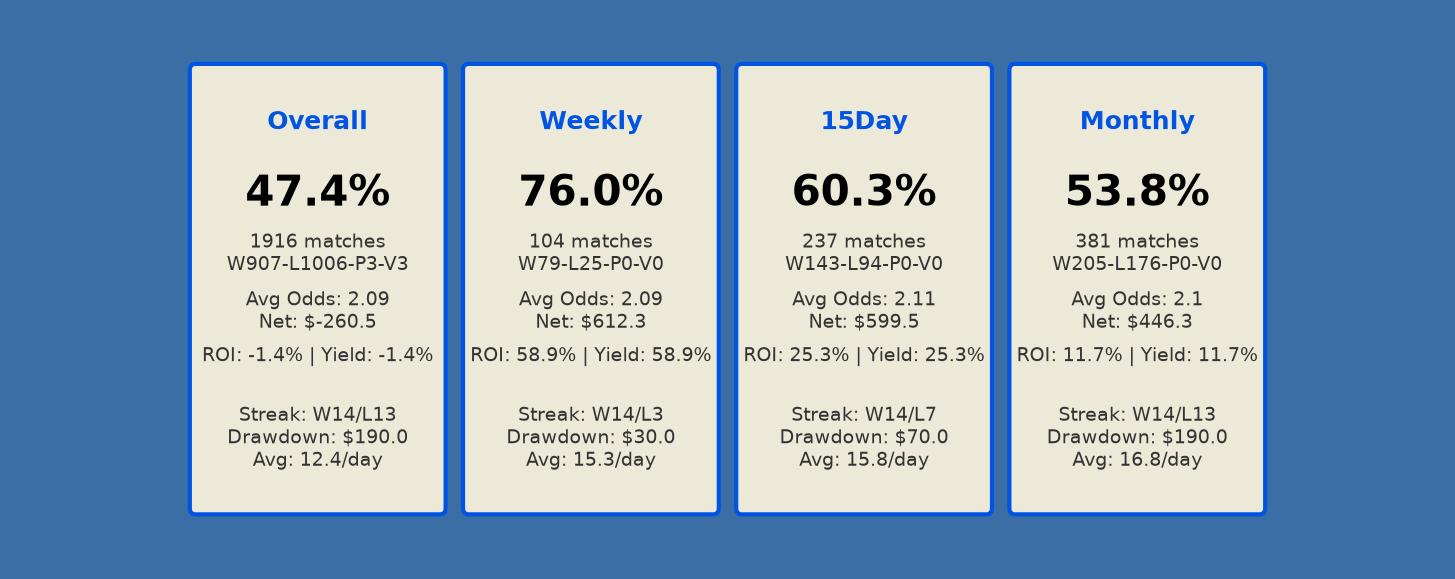 Overall
47.4%
1916 matches
W907-L1006-P3-V3
Avg Odds: 2.09
Net: $-260.5
ROI: -1.4% | Yield: -1.4%
Streak: W14/L13
Drawdown: $190.0
Avg: 12.4/day
Weekly
76.0%
104 matches
W79-L25-P0-V0
Avg Odds: 2.09
Net: $612.3
ROI: 58.9% | Yield: 58.9%
Streak: W14/L3
Drawdown: $30.0
Avg: 15.3/day
15Day
60.3%
237 matches
W143-L94-P0-V0
Avg Odds: 2.11
Net: $599.5
ROI: 25.3% | Yield: 25.3%
Streak: W14/L7
Drawdown: $70.0
Avg: 15.8/day
Monthly
53.8%
381 matches
W205-L176-P0-V0
Avg Odds: 2.1
Net: $446.3
ROI: 11.7% | Yield: 11.7%
Streak: W14/L13
Drawdown: $190.0
Avg: 16.8/day